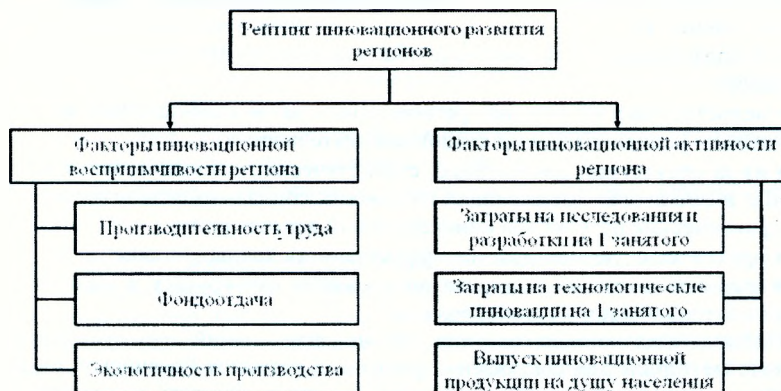 Рейтинг инновационного развития
регионов
Факторы инновационной
восприимчивости региона
Производительность труда
Фондоотдача
Экологичность производства
Факторы инновационной активности
региона
Затраты на исследования и
разработки на 1 занятого
Затраты на технологические
инновации на 1 занятого
Выпуск инновационной
продукции на душу населения